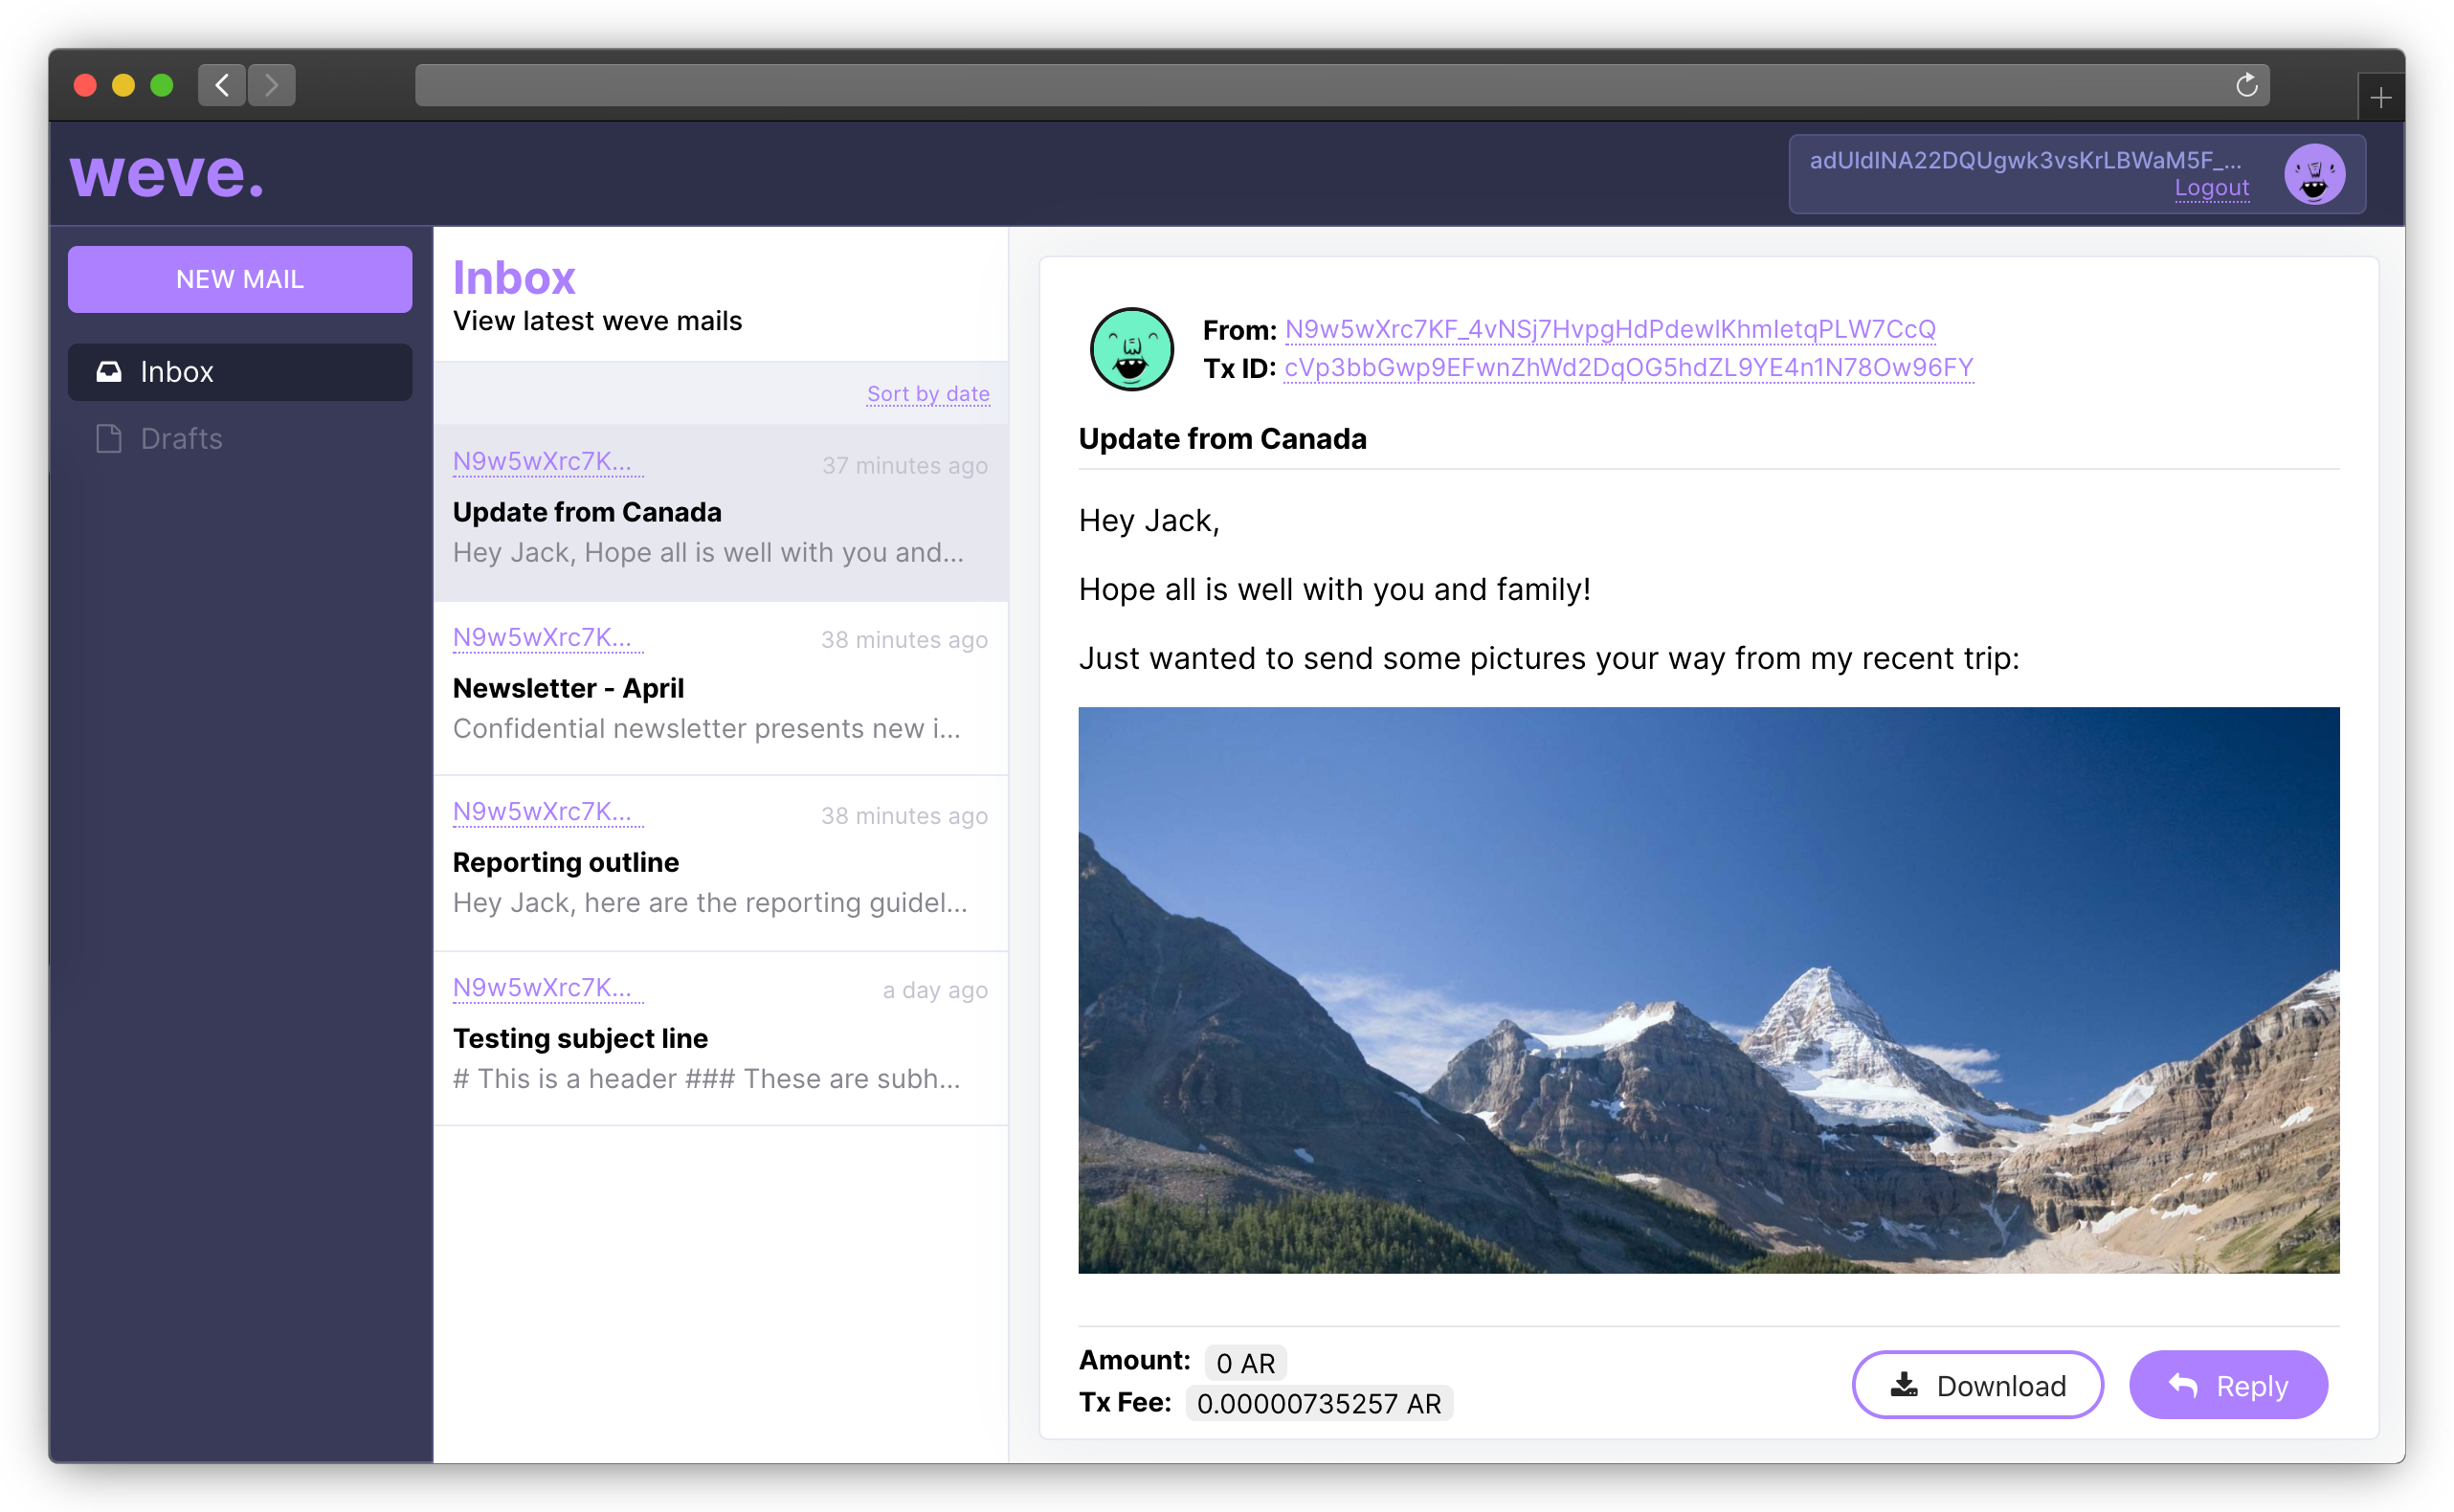 weve.
adUIdINA22DQUgwk3vsKrLBWaM5F_...
Logout
NEW MAIL
Inbox
Drafts
Inbox
View latest weve mails
Sort by date
N9w5wXrc7K...
37 minutes ago
Update from Canada
Hey Jack, Hope all is well with you and...
N9w5wXrc7K...
38 minutes ago
Newsletter - April
Confidential newsletter presents new i...
N9w5wXrc7K...
38 minutes ago
Reporting outline
Hey Jack, here are the reporting guidel...
N9w5wXrc7K...
a day ago
Testing subject line
# This is a header ### These are subh...
From: N9w5wXrc7KF_4vNSj7HvpgHdPdewIKhmIetqPLW7CcQ
Tx ID: cVp3bbGwp9EFwnZhWd2DqOG5hdZL9YE4n1N78Ow96FY
Update from Canada
Hey Jack,
Hope all is well with you and family!
Just wanted to send some pictures your way from my recent trip:
Amount: 0 AR
Tx Fee: 0.00000735257 AR
Download
Reply